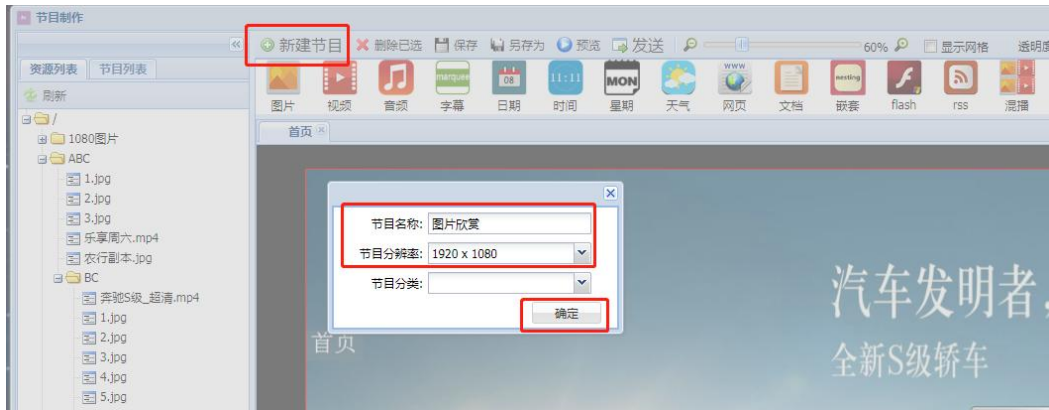 节目制作
新建节目 删除已选 保存 另存为 预览 发送 60% 显示网格 透明度
资源列表 节目列表
刷新
marquee 08 11:11 MON WWW nesting
图片 视频 音频 字幕 日期 时间 星期 天气 网页 文档 嵌套 flash rss 混播
首页
/
1080图片
ABC
1.jpg
2.jpg
3.jpg
乐享周六.mp4
农行副本.jpg
BC
奔驰S级_超清.mp4
1.jpg
2.jpg
3.jpg
4.jpg
5.jpg
节目名称: 图片欣赏
节目分辨率: 1920 x 1080
节目分类:
确定
首页
汽车发明者,
全新S级轿车